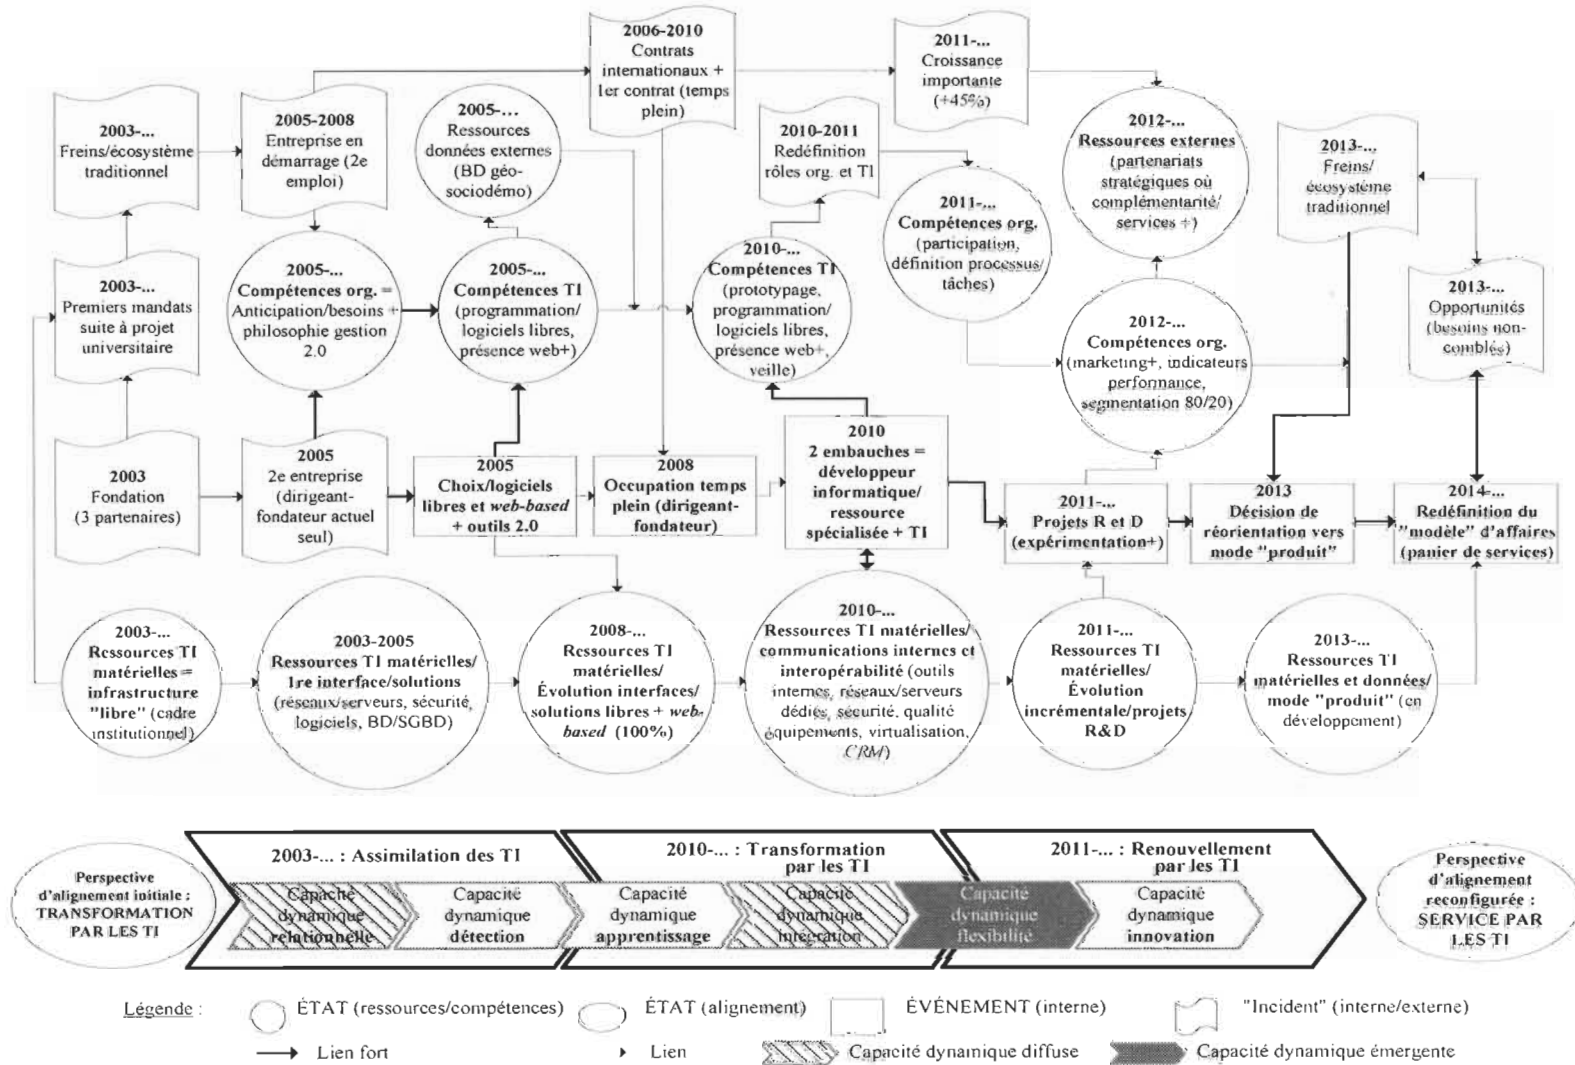 2006-2010
Contrats
internationaux +
1er contrat (temps
plein)
2011-...
Croissance
importante
(+45%)
2003-...
Freins/écosystème
traditionnel
2005-2008
Entreprise en
démarrage (2e
emploi)
2005-...
Ressources
données externes
(BD géo-
sociodémo)
2010-2011
Redéfinition
rôles org. et TI
2012-...
Ressources externes
(partenariats
stratégiques où
complémentarité/
services +)
2013-...
Freins/
écosystème
traditionnel
2003-...
Premiers mandats
suite à projet
universitaire
2005-...
Compétences org. =
Anticipation/besoins +
philosophie gestion
2.0
2005-...
Compétences TI
(programmation/
logiciels libres,
présence web+)
2010-...
Compétences TI
(prototypage,
programmation/
logiciels libres,
présence web+,
veille)
2011-...
Compétences org.
(participation,
définition processus/
tâches)
2012-...
Compétences org.
(marketing+, indicateurs
performance,
segmentation 80/20)
2013-...
Opportunités
(besoins non-
comblés)
2003
Fondation
(3 partenaires)
2005
2e entreprise
(dirigeant-
fondateur actuel
seul)
2005
Choix/logiciels
libres et web-based
+ outils 2.0
2008
Occupation temps
plein (dirigeant-
fondateur)
2010
2 embauches =
développeur
informatique/
ressource
spécialisée + TI
2011-...
Projets R et D
(expérimentation+)
2013
Décision de
réorientation vers
mode "produit"
2014-...
Redéfinition du
"modèle" d'affaires
(panier de services)
2003-...
Ressources TI
matérielles =
infrastructure
"libre" (cadre
institutionnel)
2003-2005
Ressources TI matérielles/
1re interface/solutions
(réseaux/serveurs, sécurité,
logiciels, BD/SGBD)
2008-...
Ressources TI
matérielles/
Évolution interfaces/
solutions libres + web-
based (100%)
2010-...
Ressources TI matérielles/
communications internes et
interopérabilité (outils
internes, réseaux/serveurs
dédiés, sécurité, qualité
équipements, virtualisation,
CRM)
2011-...
Ressources TI
matérielles/
Évolution
incrémentale/projets
R&D
2013-...
Ressources TI
matérielles et données/
mode "produit" (en
développement)
Perspective
d'alignement initiale :
TRANSFORMATION
PAR LES TI
2003-... : Assimilation des TI
Capacité
dynamique
relationnelle
Capacité
dynamique
détection
2010-... : Transformation
par les TI
Capacité
dynamique
apprentissage
Capacité
dynamique
intégration
2011-... : Renouvellement
par les TI
Capacité
dynamique
flexibilité
Capacité
dynamique
innovation
Perspective
d'alignement
reconfigurée :
SERVICE PAR
LES TI
Légende :
ÉTAT (ressources/compétences)
ÉTAT (alignement)
ÉVÉNEMENT (interne)
"Incident" (interne/externe)
Lien fort
Lien
Capacité dynamique diffuse
Capacité dynamique émergente